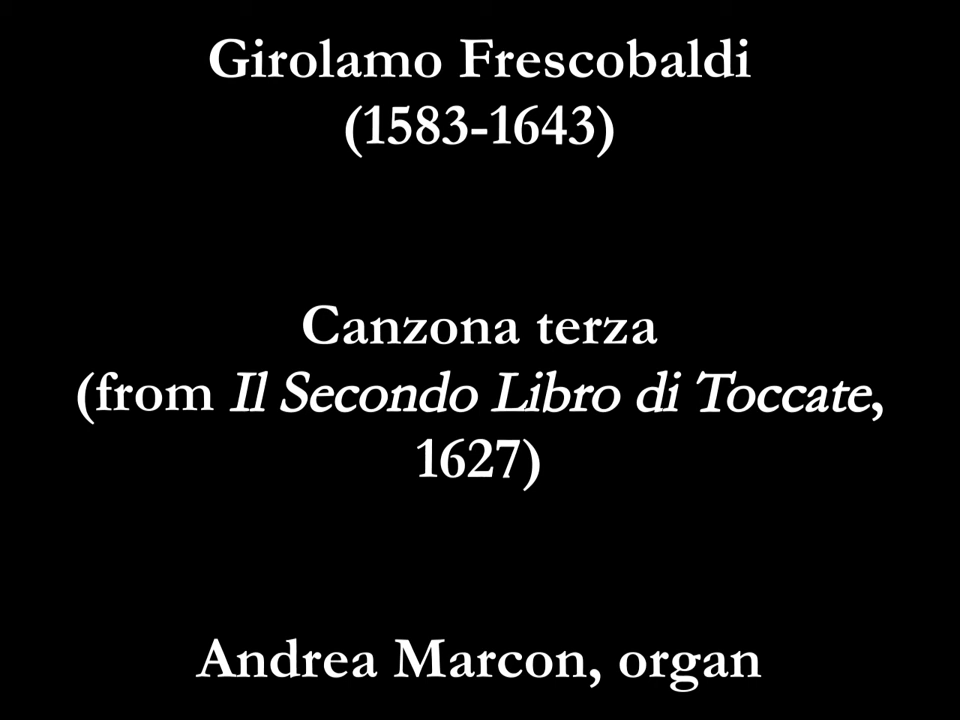 Girolamo Frescobaldi
(1583-1643)
Canzona terza
(from Il Secondo Libro di Toccate,
1627)
Andrea Marcon, organ